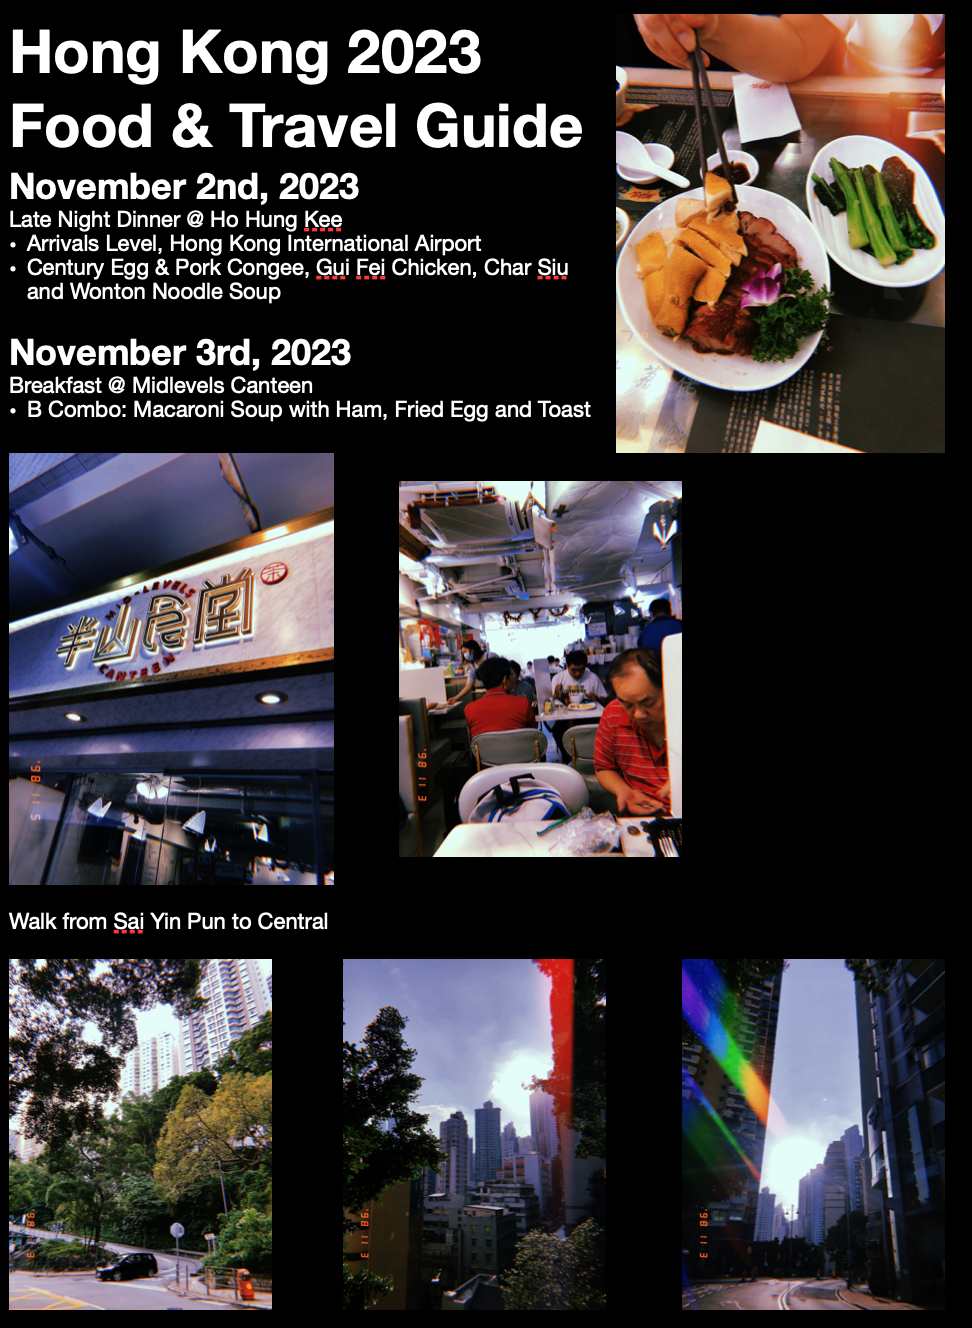 Hong Kong 2023
Food & Travel Guide
November 2nd, 2023
Late Night Dinner @ Ho Hung Kee
• Arrivals Level, Hong Kong International Airport
• Century Egg & Pork Congee, Gui Fei Chicken, Char Siu
and Wonton Noodle Soup
November 3rd, 2023
Breakfast @ Midlevels Canteen
• B Combo: Macaroni Soup with Ham, Fried Egg and Toast
MID-LEVELS
半山食堂
CANTEEN
'98 11 5
'98 11 3
Walk from Sai Yin Pun to Central
'98 11 3
'98 11 3
'98 11 3